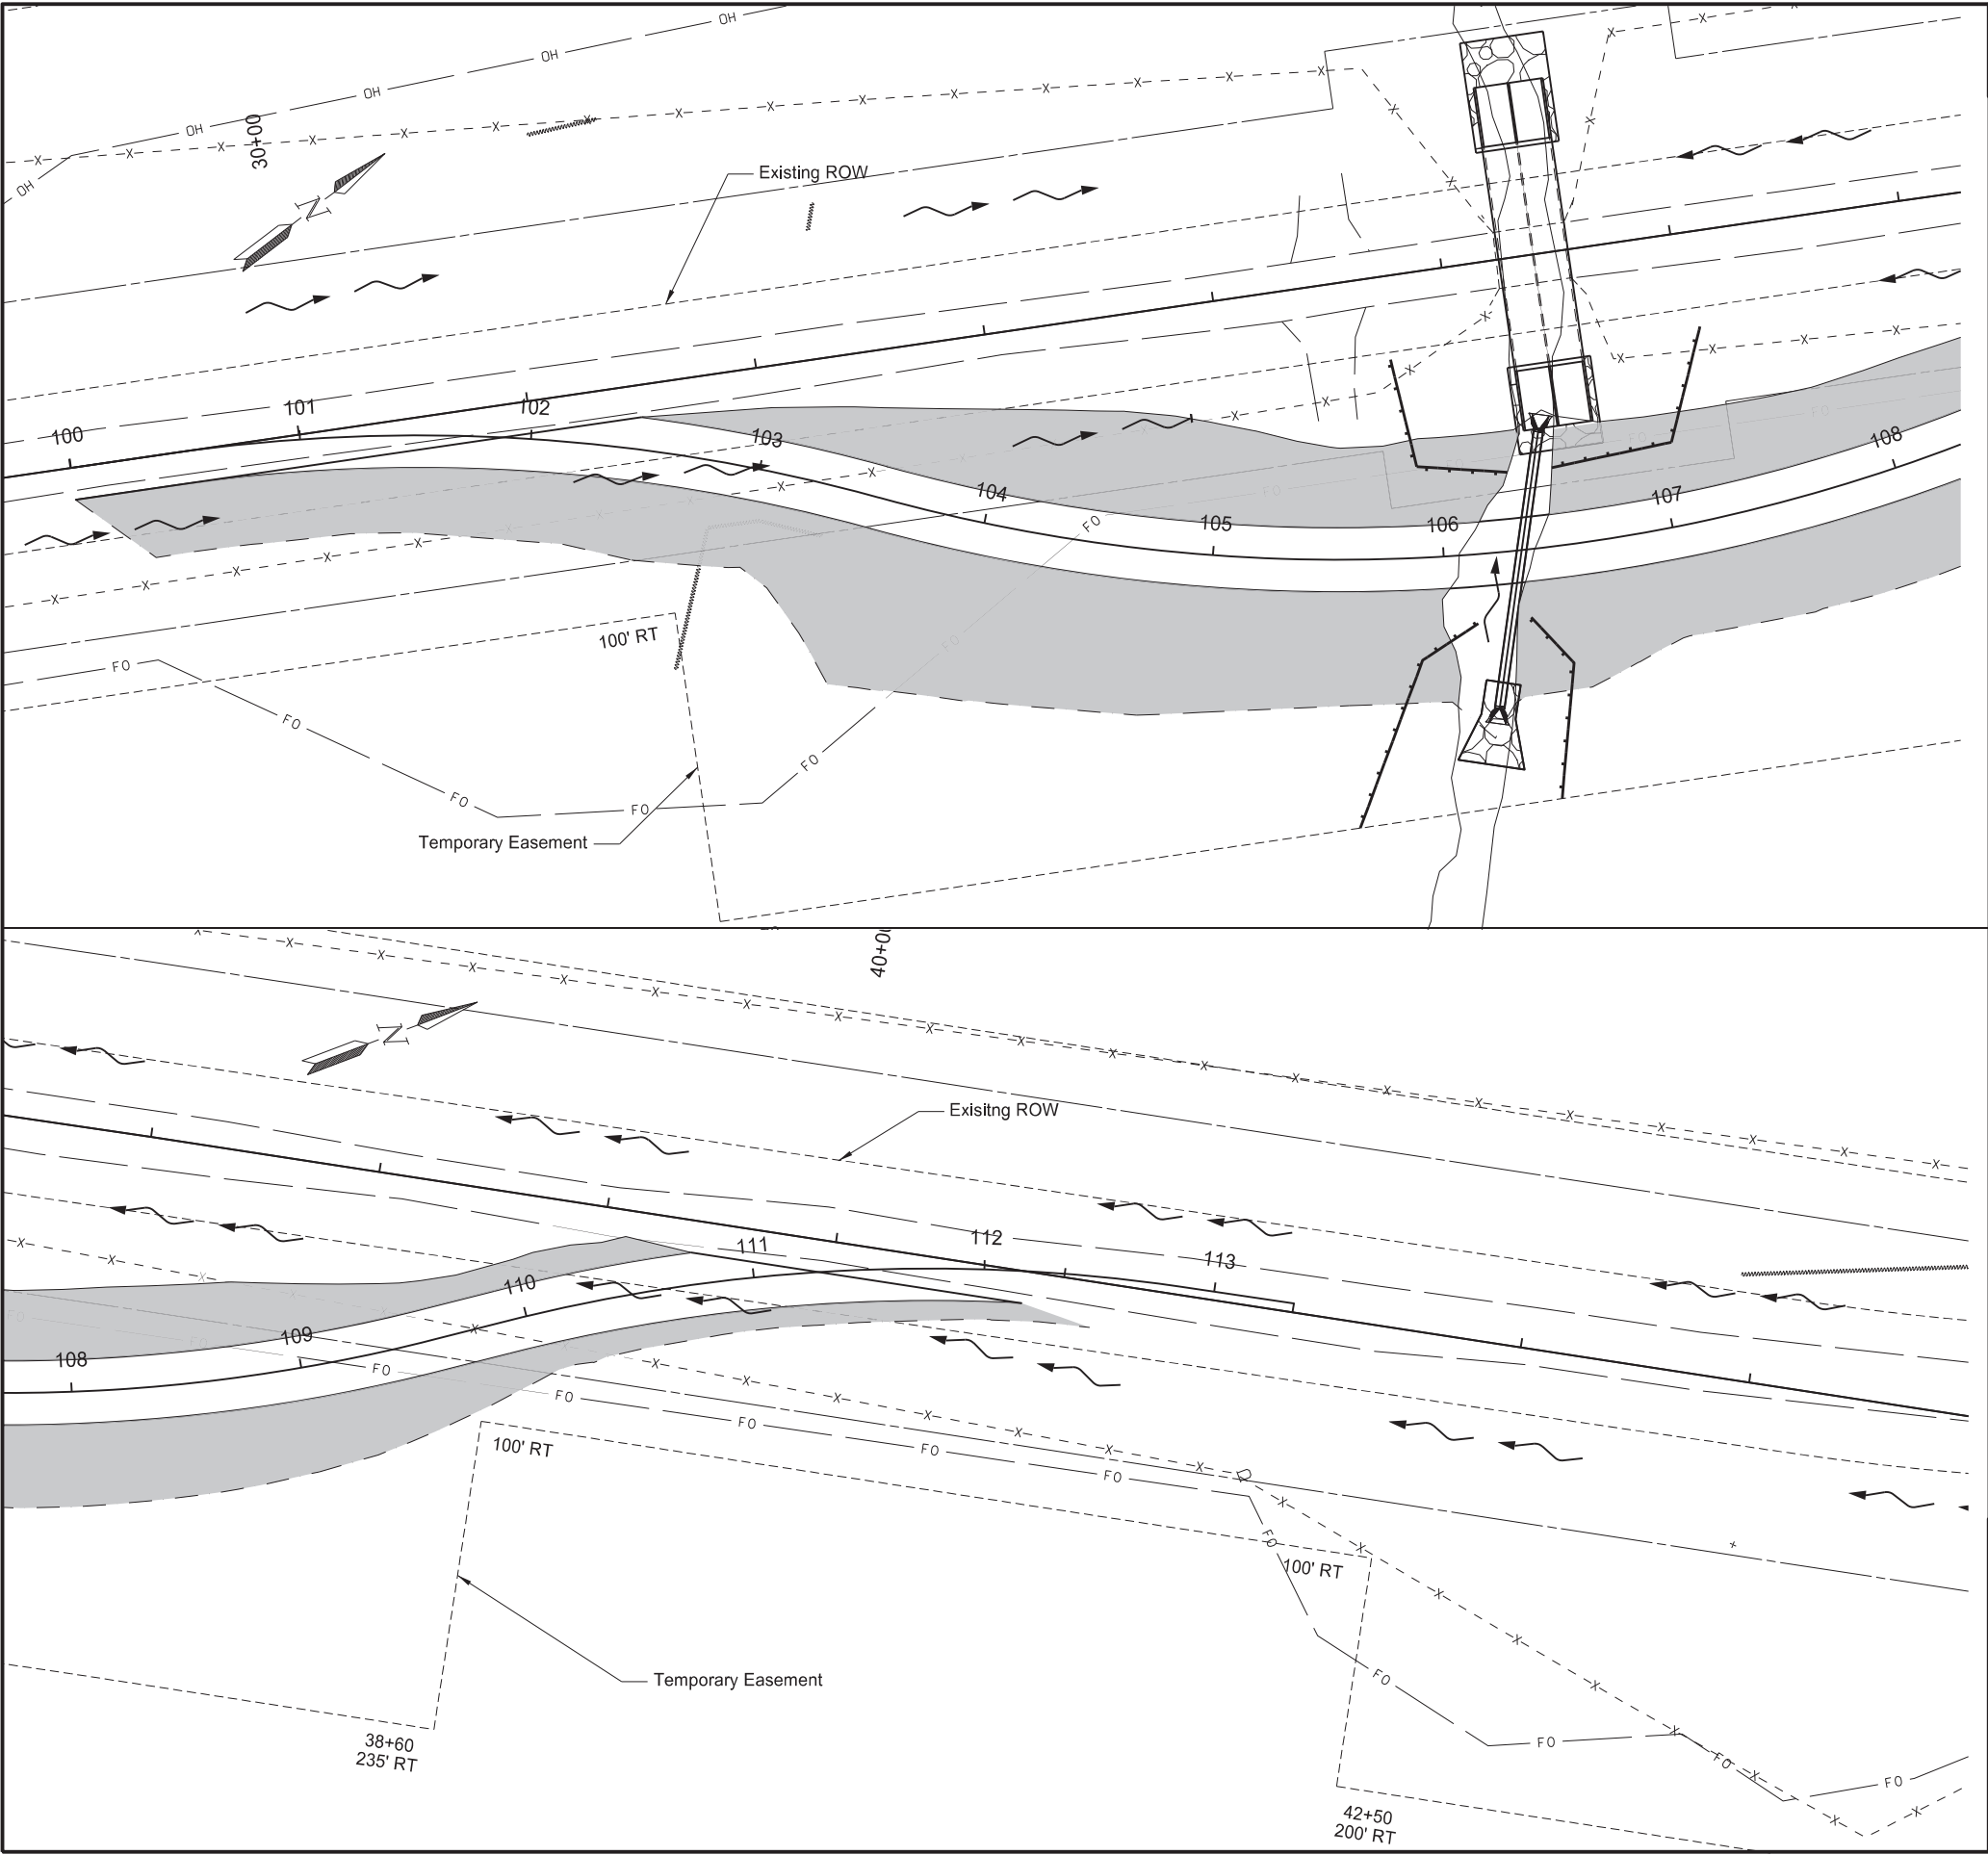 OH
OH
OH
OH
OH
30+00
N
Existing ROW
X X X X X X X X X X X X X X X
100
101
102
103
104
105
106
107
108
100' RT
FO
FO
FO
FO
FO
FO
FO
Temporary Easement
40+00
N
Exisitng ROW
108
109
110
111
112
113
FO
FO
FO
FO
FO
FO
100' RT
100' RT
Temporary Easement
FO
FO
FO
FO
38+60
235' RT
42+50
200' RT